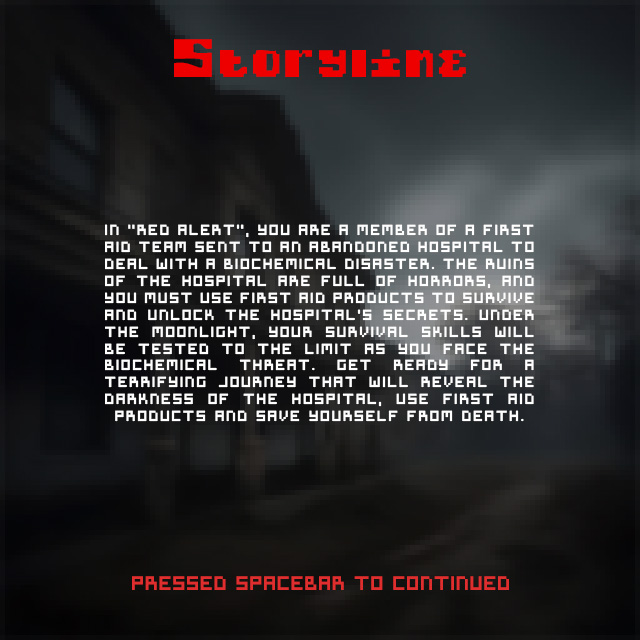 Storyline
IN "RED ALERT", YOU ARE A MEMBER OF A FIRST
AID TEAM SENT TO AN ABANDONED HOSPITAL TO
DEAL WITH A BIOCHEMICAL DISASTER. THE RUINS
OF THE HOSPITAL ARE FULL OF HORRORS, AND
YOU MUST USE FIRST AID PRODUCTS TO SURVIVE
AND UNLOCK THE HOSPITAL'S SECRETS. UNDER
THE MOONLIGHT, YOUR SURVIVAL SKILLS WILL
BE TESTED TO THE LIMIT AS YOU FACE THE
BIOCHEMICAL THREAT. GET READY FOR A
TERRIFYING JOURNEY THAT WILL REVEAL THE
DARKNESS OF THE HOSPITAL, USE FIRST AID
PRODUCTS AND SAVE YOURSELF FROM DEATH.
PRESSED SPACEBAR TO CONTINUED